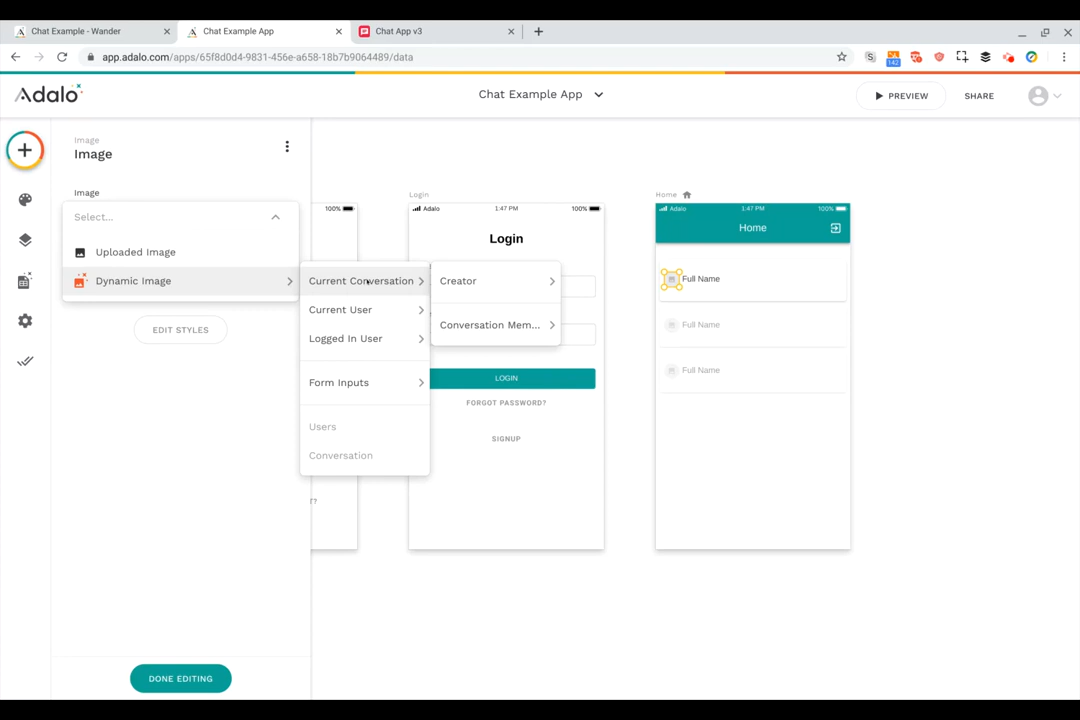 Chat Example - Wander
Chat Example App
Chat App v3
app.adalo.com/apps/65f8d0d4-9831-456e-a658-18b7b9064489/data
142
Adalo
Chat Example App
PREVIEW
SHARE
Image
Image
Image
Select...
Uploaded Image
Dynamic Image
EDIT STYLES
DONE EDITING
Current Conversation
Current User
Logged In User
Form Inputs
Users
Conversation
Creator
Conversation Mem...
100%
T?
Login
Adalo
1:47 PM
100%
Login
LOGIN
FORGOT PASSWORD?
SIGNUP
Home
Adalo
1:47 PM
100%
Home
Full Name
Full Name
Full Name